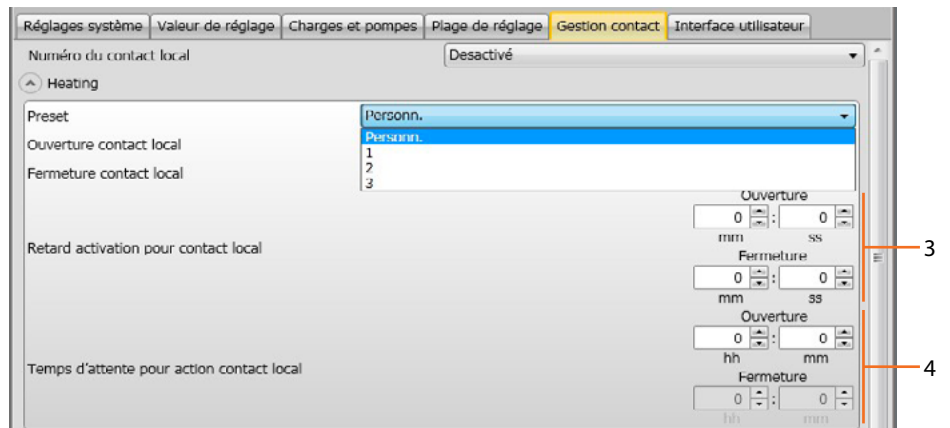 Réglages système Valeur de réglage Charges et pompes Plage de réglage Gestion contact Interface utilisateur
Numéro du contact local Desactivé
Heating
Preset Personn.
Ouverture contact local Personn.
1
Fermeture contact local 2
3
Ouverture
0 : 0
mm ss
Retard activation pour contact local 3
Fermeture
0 : 0
mm ss
Ouverture
0 : 0
hh mm
Temps d'attente pour action contact local 4
Fermeture
0 : 0
hh mm